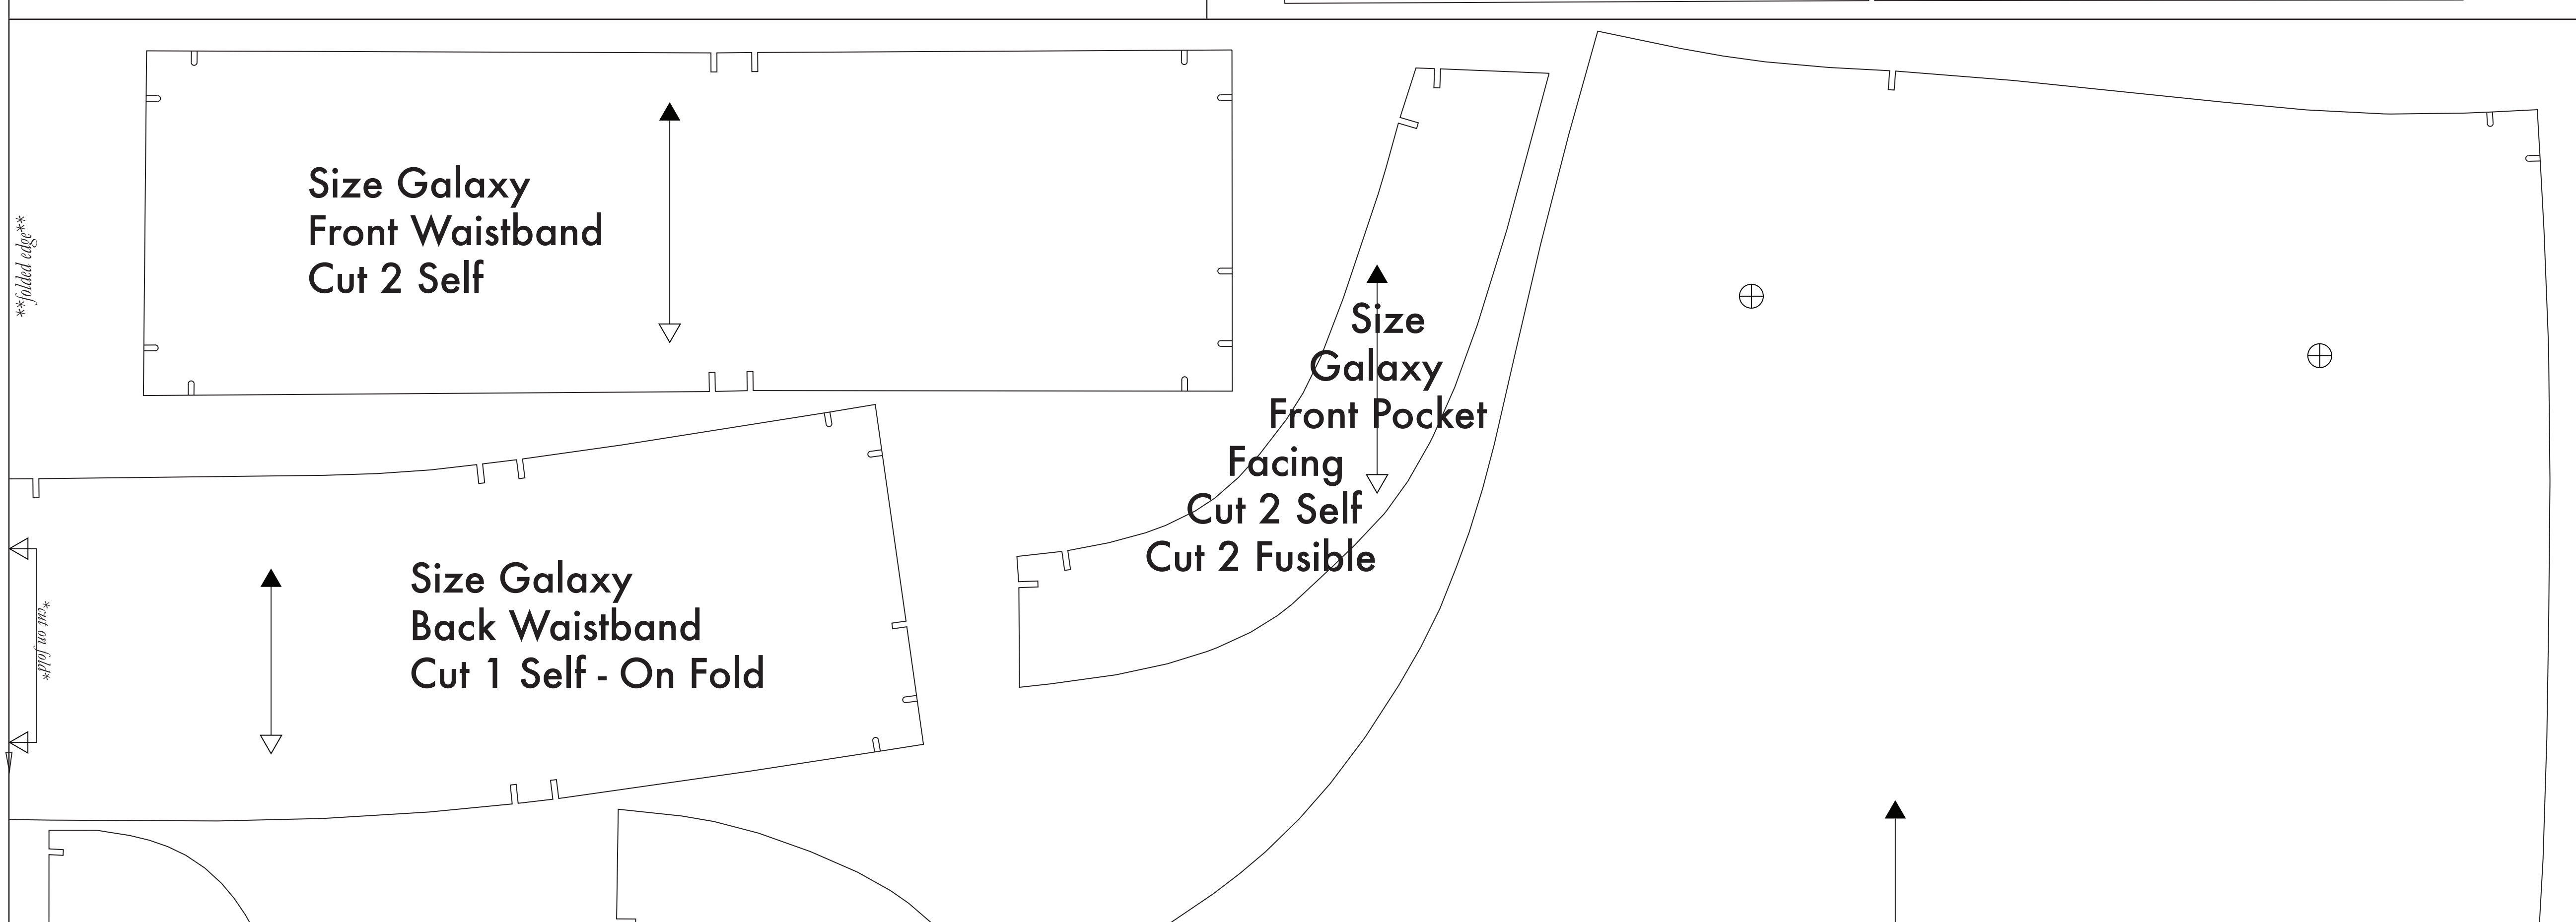 **folded edge**
Size Galaxy
Front Waistband
Cut 2 Self
Size
Galaxy
Front Pocket
Facing
Cut 2 Self
Cut 2 Fusible
*cut on fold*
Size Galaxy
Back Waistband
Cut 1 Self - On Fold